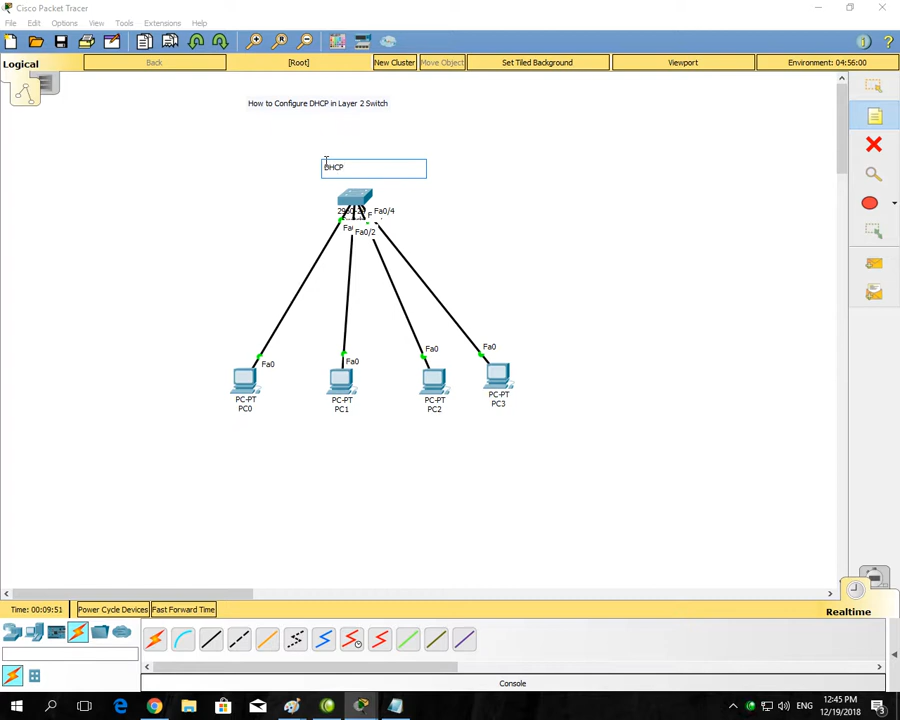 Cisco Packet Tracer
File Edit Options View Tools Extensions Help
Logical
Back
[Root]
New Cluster
Move Object
Set Tiled Background
Viewport
Environment: 04:56:00
How to Configure DHCP in Layer 2 Switch
DHCP
Fa0/4
Fa0/2
Fa0
Fa0
Fa0
Fa0
PC-PT
PC0
PC-PT
PC1
PC-PT
PC2
PC-PT
PC3
Time: 00:09:51
Power Cycle Devices
Fast Forward Time
Realtime
Console
ENG
12:45 PM
12/19/2018
3